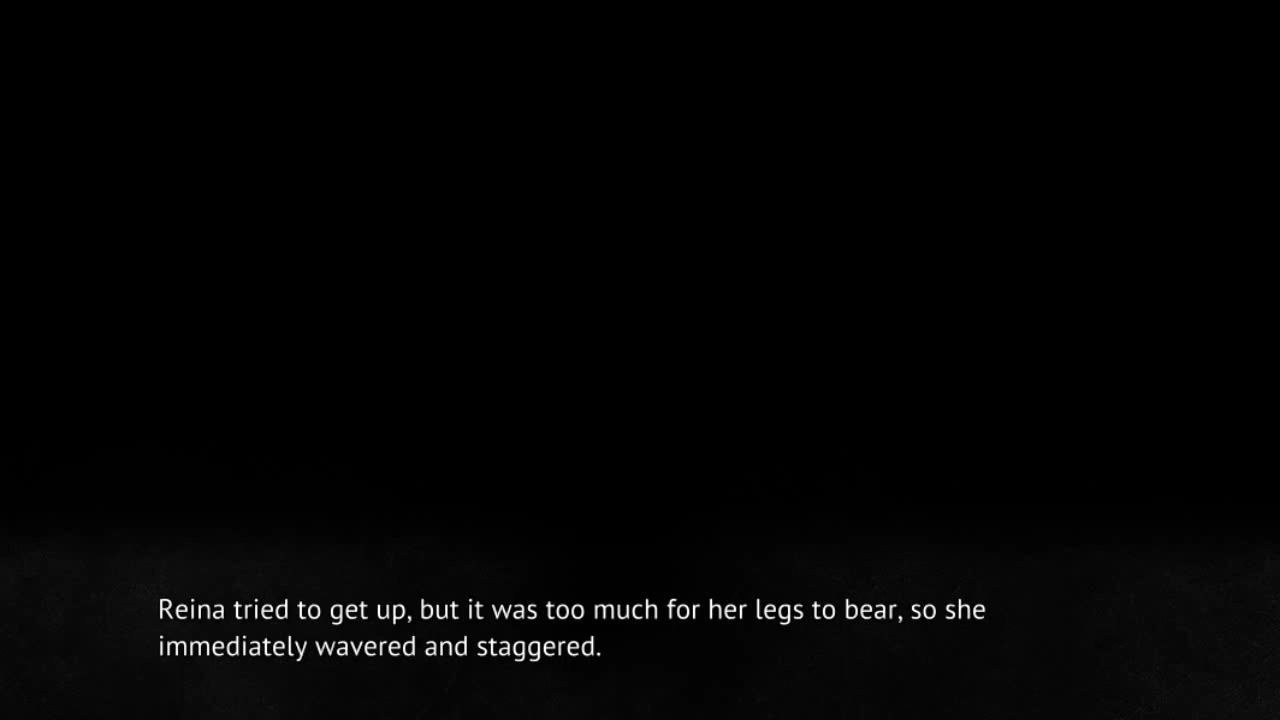 Reina tried to get up, but it was too much for her legs to bear, so she
immediately wavered and staggered.